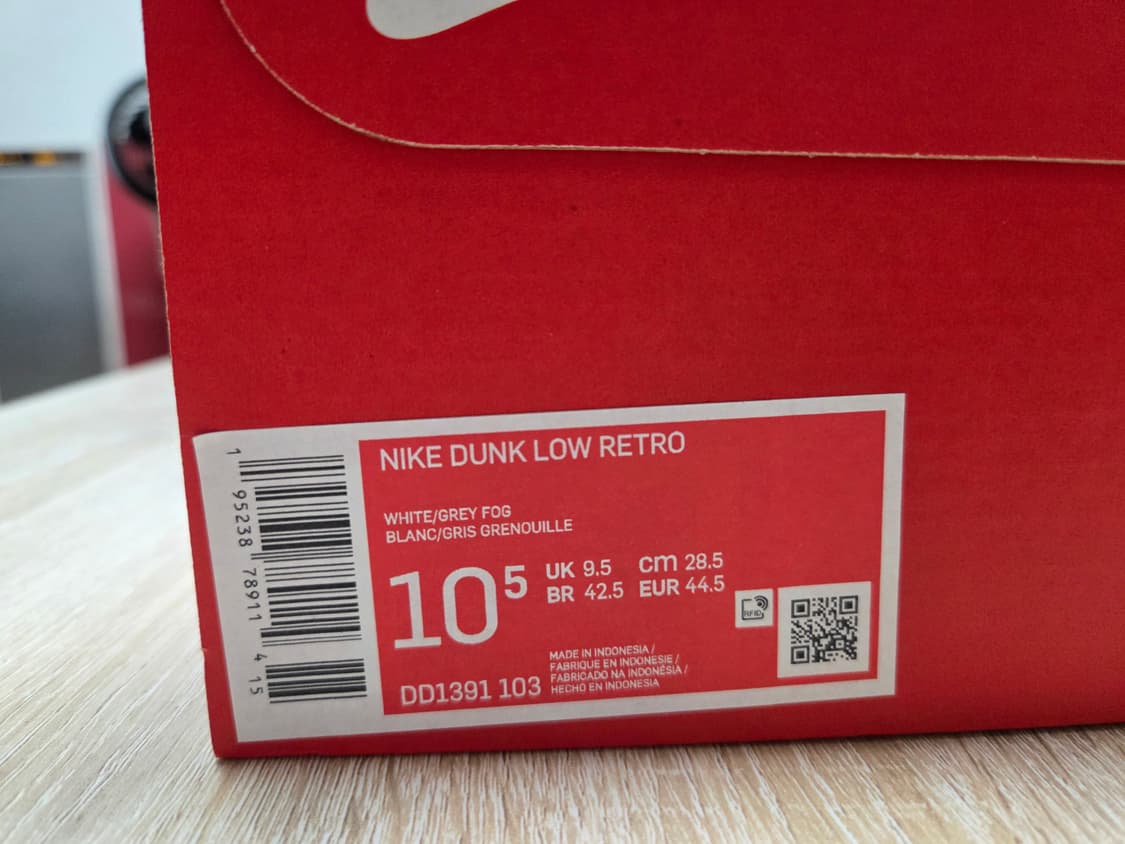 NIKE DUNK LOW RETRO
WHITE/GREY FOG
BLANC/GRIS GRENOUILLE
10⁵
UK 9.5 cm 28.5
BR 42.5 EUR 44.5
RFID
MADE IN INDONESIA /
FABRIQUE EN INDONESIE /
FABRICADO NA INDONÉSIA /
HECHO EN INDONESIA
DD1391 103
1 95238 78911 4 15